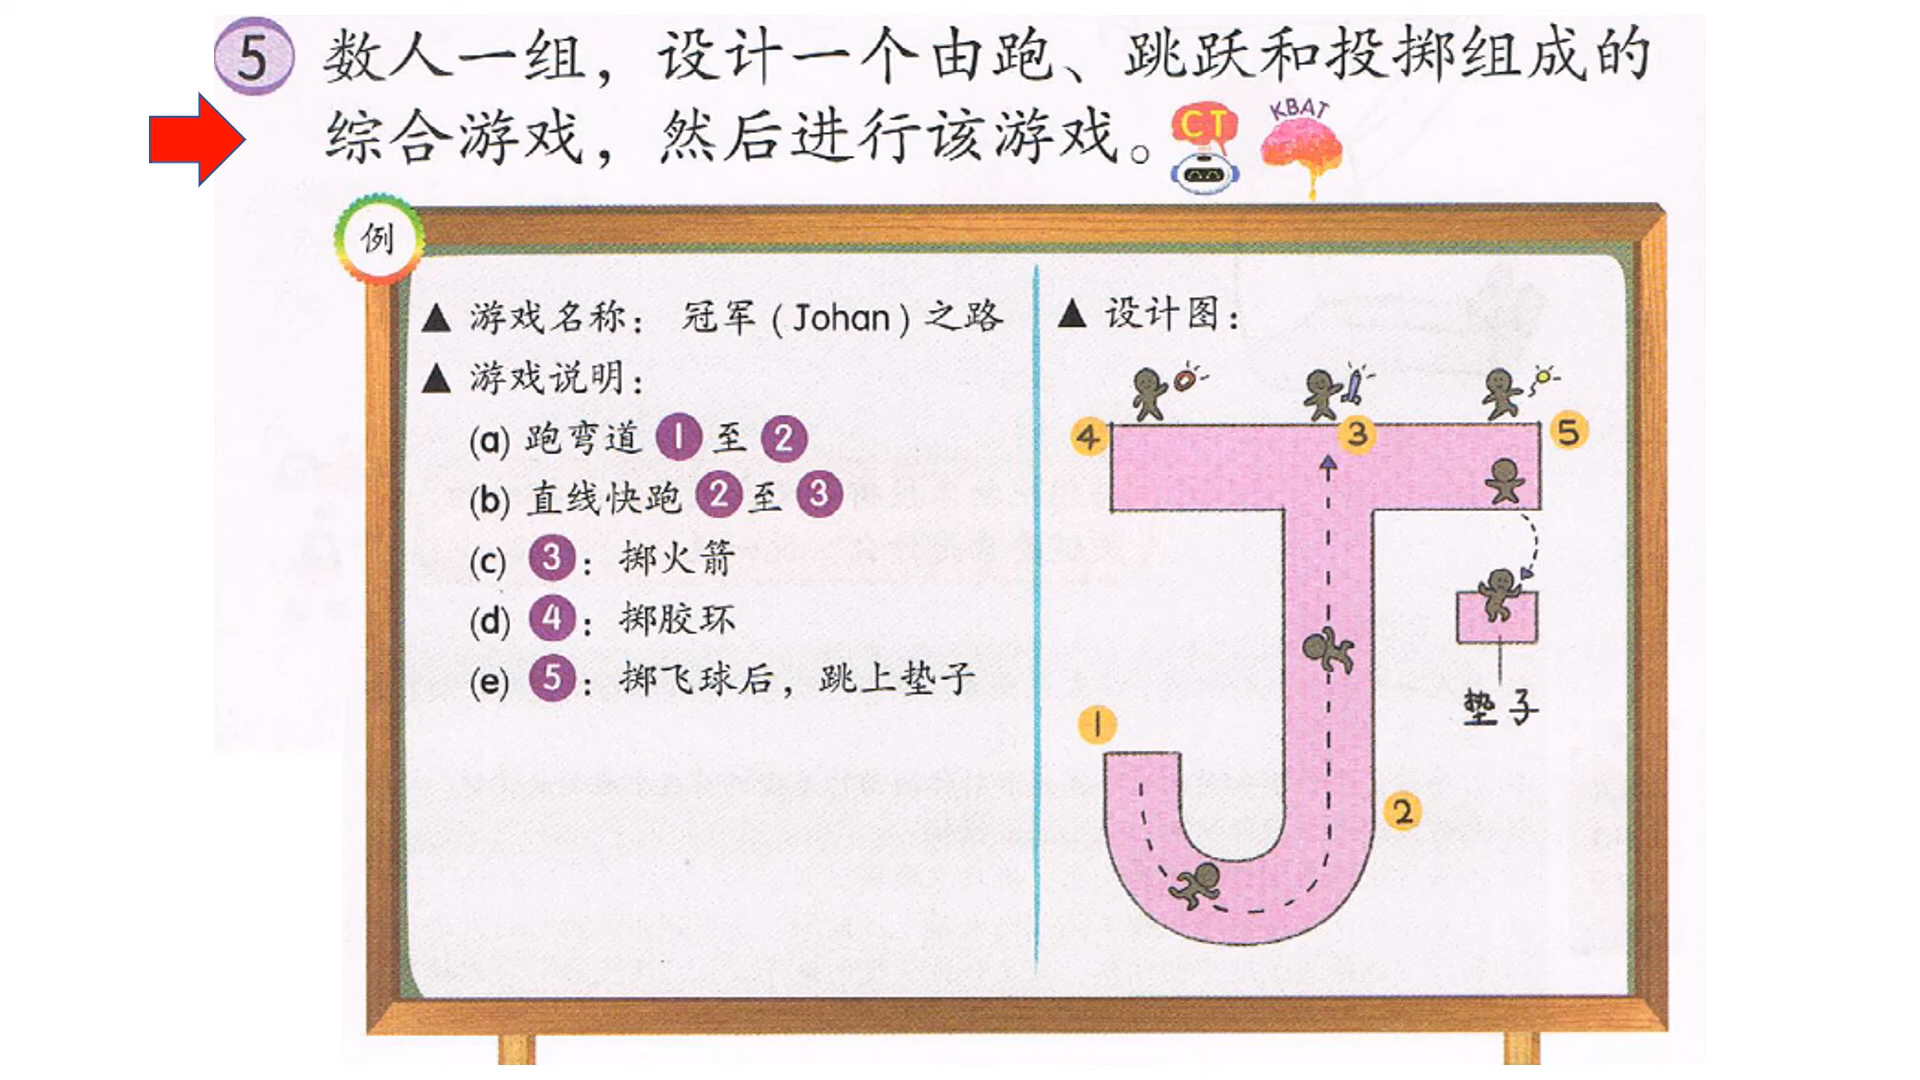 5 数人一组，设计一个由跑、跳跃和投掷组成的
综合游戏，然后进行该游戏。 CT KBAT
例
▲ 游戏名称： 冠军 (Johan) 之路
▲ 游戏说明：
(a) 跑弯道 1 至 2
(b) 直线快跑 2 至 3
(c) 3：掷火箭
(d) 4：掷胶环
(e) 5：掷飞球后，跳上垫子
▲ 设计图：
4 3 5
垫子
1
2